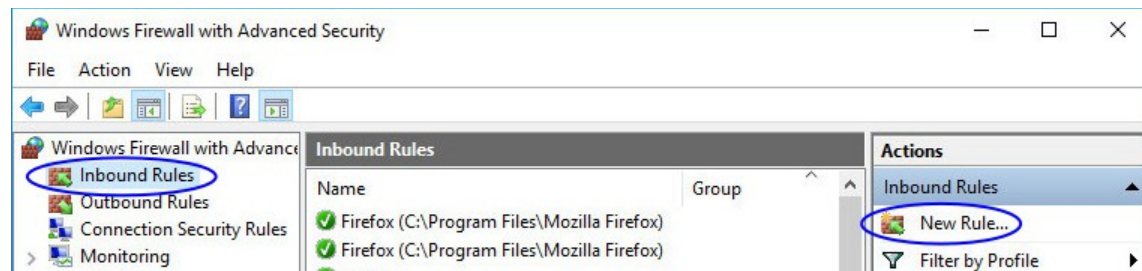 Windows Firewall with Advanced Security
File Action View Help
Windows Firewall with Advance
Inbound Rules
Outbound Rules
Connection Security Rules
Monitoring
Inbound Rules
Name Group
Firefox (C:\Program Files\Mozilla Firefox)
Firefox (C:\Program Files\Mozilla Firefox)
Actions
Inbound Rules
New Rule...
Filter by Profile